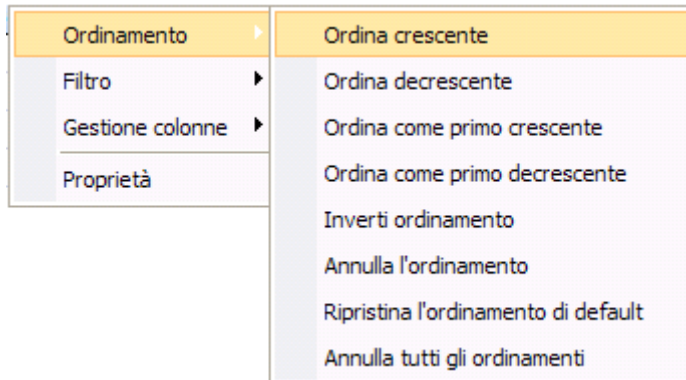 Ordinamento
Filtro
Gestione colonne
Proprietà
Ordina crescente
Ordina decrescente
Ordina come primo crescente
Ordina come primo decrescente
Inverti ordinamento
Annulla l'ordinamento
Ripristina l'ordinamento di default
Annulla tutti gli ordinamenti